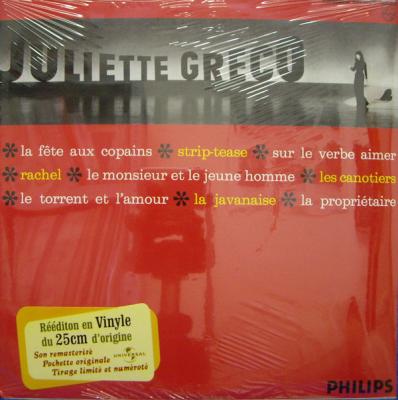 JULIETTE GRECO
* la fête aux copains * strip-tease * sur le verbe aimer
* rachel * le monsieur et le jeune homme * les canotiers
* le torrent et l'amour * la javanaise * la propriétaire
Rééditon en Vinyle
du 25cm d'origine
Son remasterisé
Pochette originale
UNIVERSAL
Tirage limité et numéroté
PHILIPS